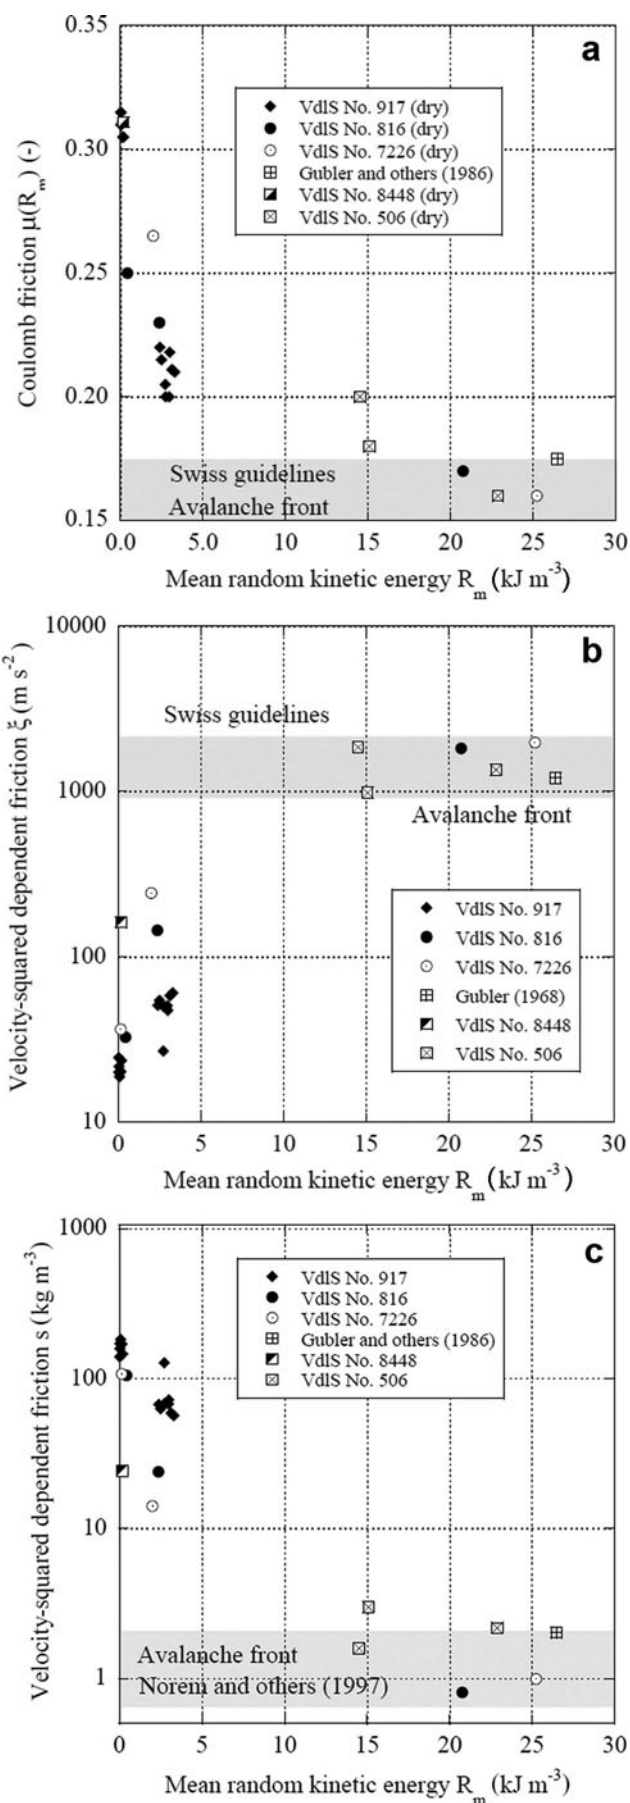 a
0.35
0.30
0.25
0.20
0.15
Coulomb friction μ(R_m) (-)
VdlS No. 917 (dry)
VdlS No. 816 (dry)
VdlS No. 7226 (dry)
Gubler and others (1986)
VdlS No. 8448 (dry)
VdlS No. 506 (dry)
Swiss guidelines
Avalanche front
0.0 5.0 10 15 20 25 30
Mean random kinetic energy R_m (kJ m⁻³)
b
10000
1000
100
10
Velocity-squared dependent friction ξ (m s⁻²)
Swiss guidelines
Avalanche front
VdlS No. 917
VdlS No. 816
VdlS No. 7226
Gubler (1968)
VdlS No. 8448
VdlS No. 506
0 5 10 15 20 25 30
Mean random kinetic energy R_m (kJ m⁻³)
c
1000
100
10
1
Velocity-squared dependent friction s (kg m⁻³)
VdlS No. 917
VdlS No. 816
VdlS No. 7226
Gubler and others (1986)
VdlS No. 8448
VdlS No. 506
Avalanche front
Norem and others (1997)
0 5 10 15 20 25 30
Mean random kinetic energy R_m (kJ m⁻³)